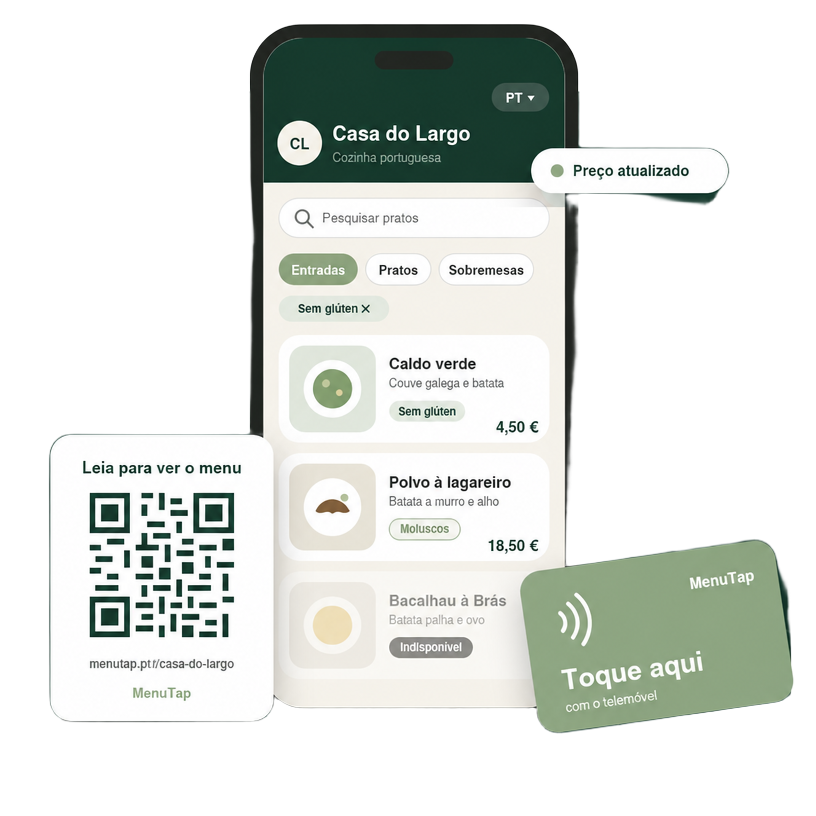 PT
CL
Casa do Largo
Cozinha portuguesa
Preço atualizado
Pesquisar pratos
Entradas
Pratos
Sobremesas
Sem glúten
Caldo verde
Couve galega e batata
Sem glúten
4,50 €
Polvo à lagareiro
Batata a murro e alho
Moluscos
18,50 €
Bacalhau à Brás
Batata palha e ovo
Indisponível
Leia para ver o menu
menutap.pt/r/casa-do-largo
MenuTap
MenuTap
Toque aqui
com o telemóvel